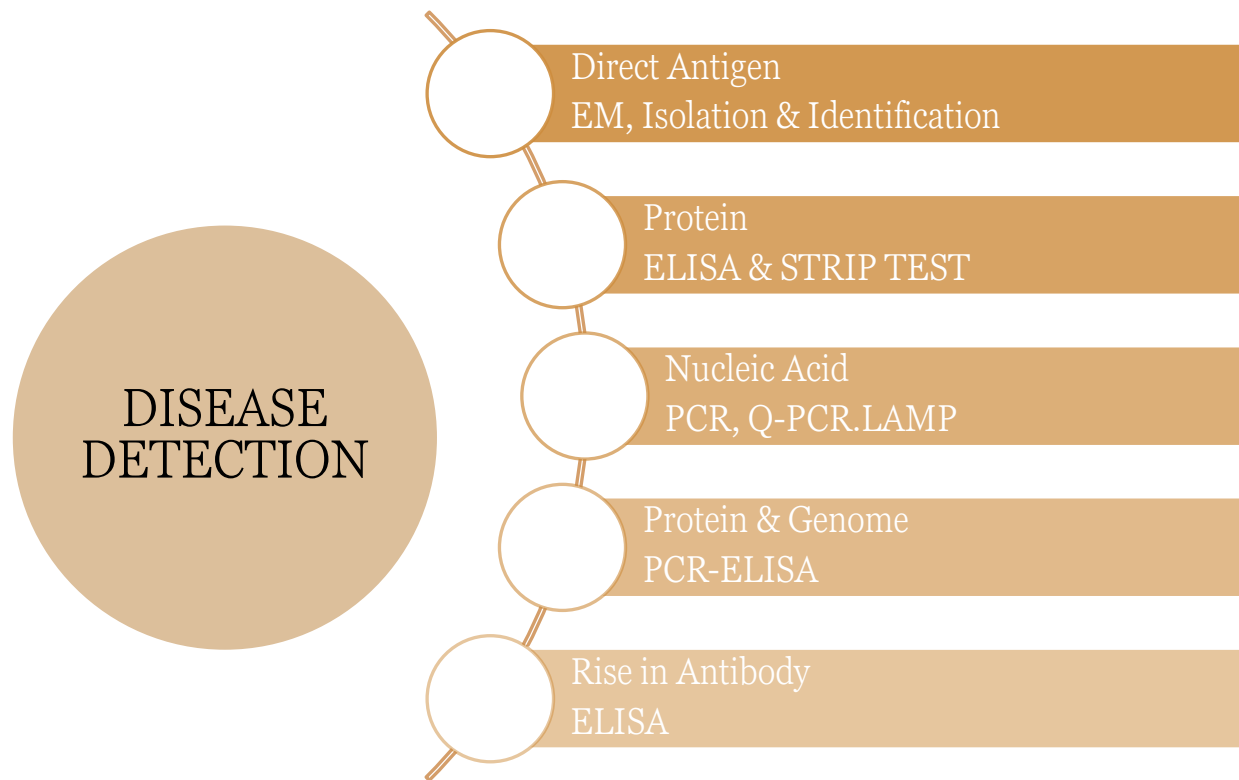 DISEASE
DETECTION
Direct Antigen
EM, Isolation & Identification
Protein
ELISA & STRIP TEST
Nucleic Acid
PCR, Q-PCR.LAMP
Protein & Genome
PCR-ELISA
Rise in Antibody
ELISA